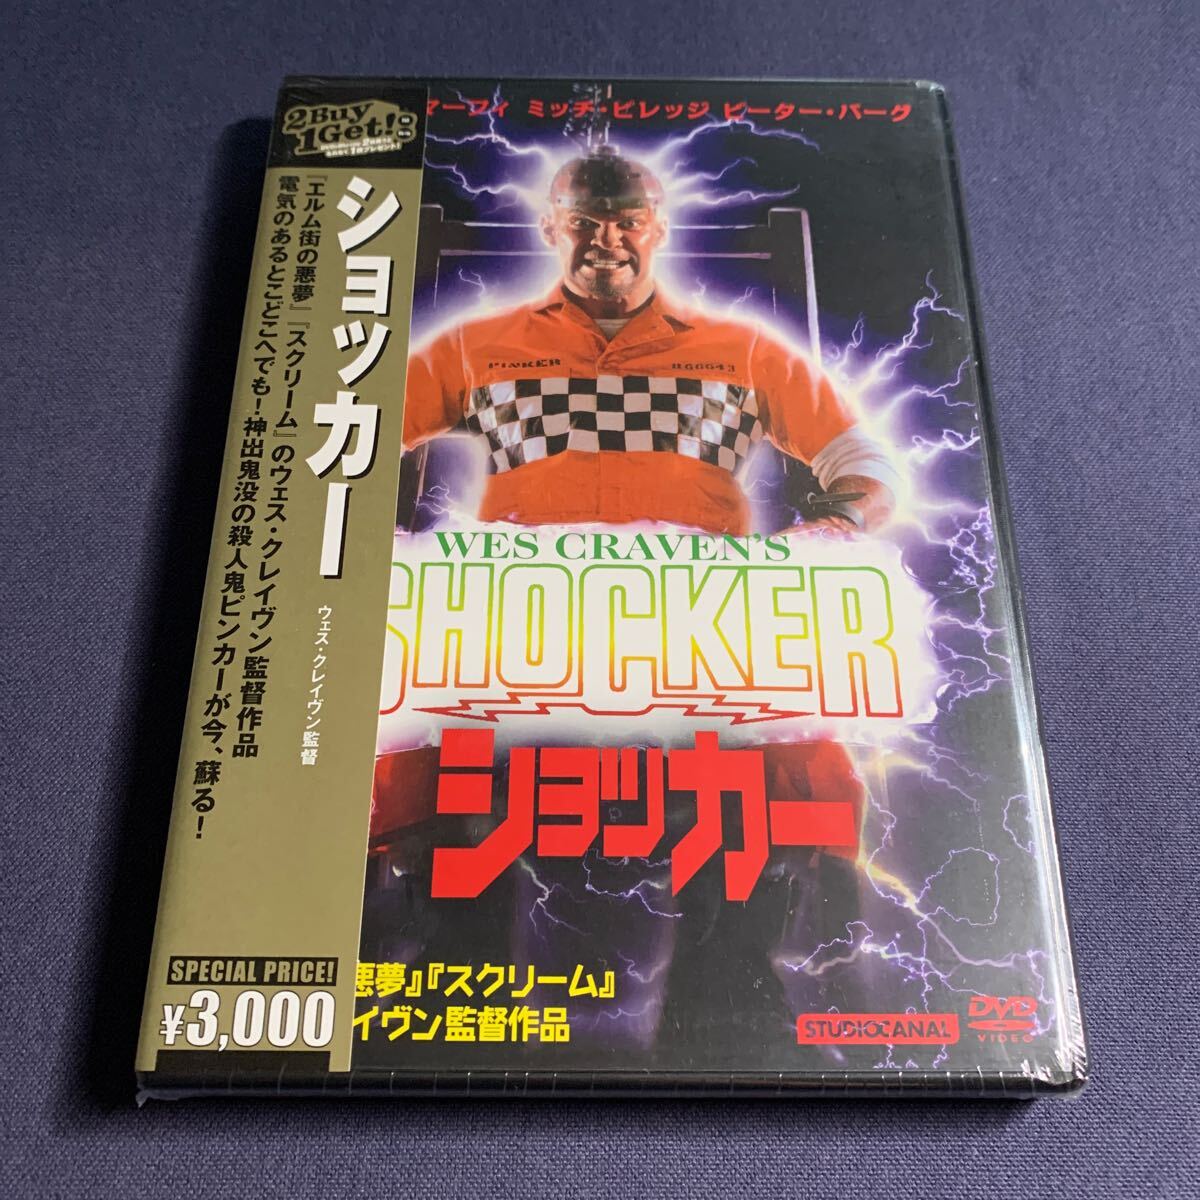 2Buy
1Get!
ショッカー
ウェス・クレイヴン監督
『エルム街の悪夢』『スクリーム』のウェス・クレイヴン監督作品
電気のあるとこどこへでも！神出鬼没の殺人鬼ピンカーが今、蘇る！
SPECIAL PRICE!
¥3,000
マーフィ ミッチ・ピレッジ ピーター・バーグ
PINKER
WES CRAVEN'S
SHOCKER
ショッカー
悪夢』『スクリーム』
イヴン監督作品
STUDIOCANAL
DVD
VIDEO